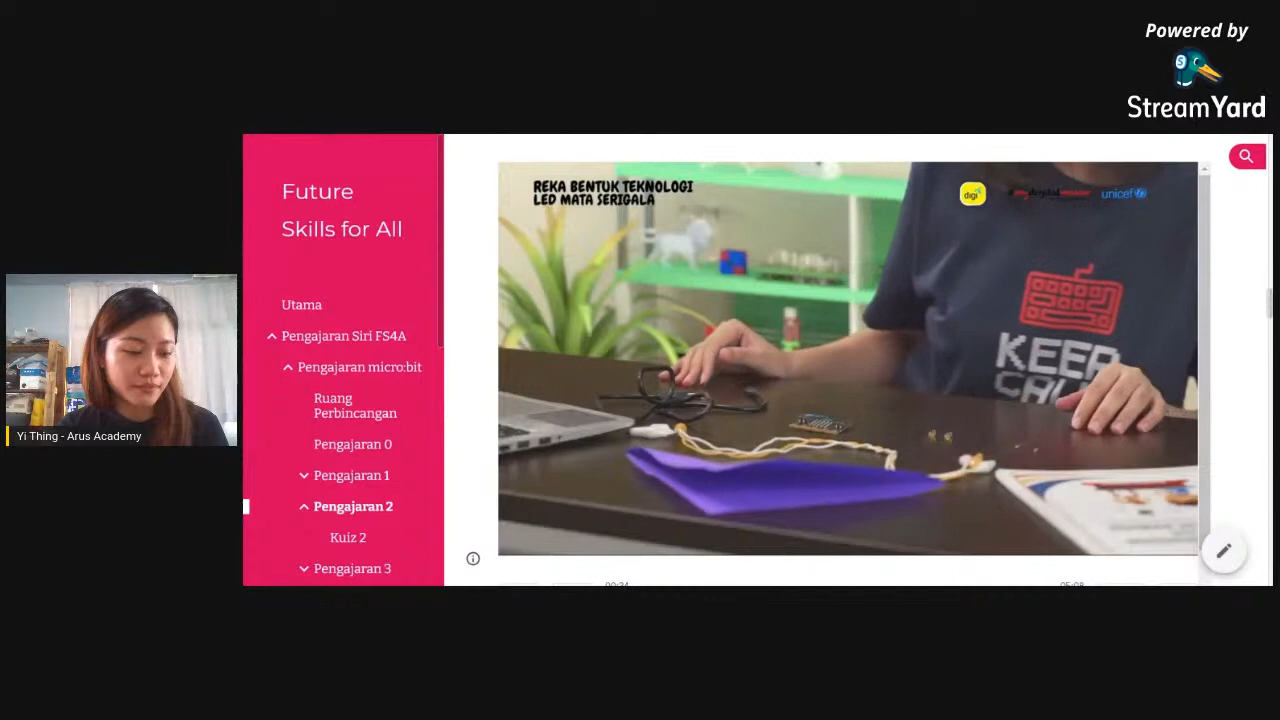 Powered by
StreamYard
Future
Skills for All
Utama
Pengajaran Siri FS4A
Pengajaran micro:bit
Ruang
Perbincangan
Pengajaran 0
Pengajaran 1
Pengajaran 2
Kuiz 2
Pengajaran 3
REKA BENTUK TEKNOLOGI
LED MATA SERIGALA
digi
unicef
KEEP
Yi Thing - Arus Academy